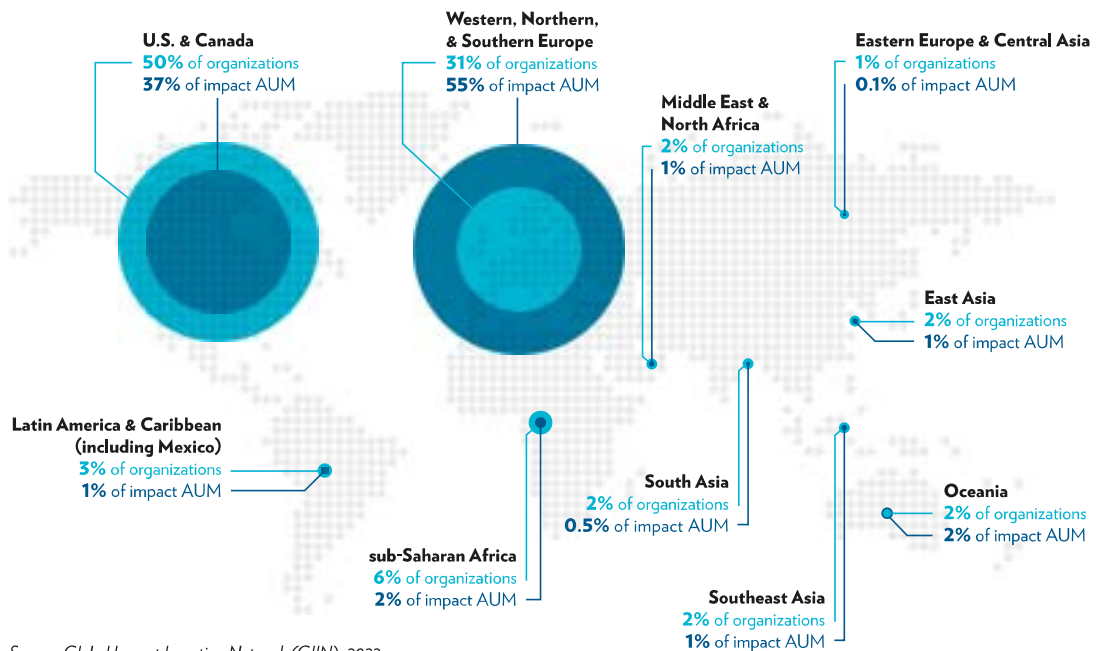 U.S. & Canada
50% of organizations
37% of impact AUM
Western, Northern,
& Southern Europe
31% of organizations
55% of impact AUM
Eastern Europe & Central Asia
1% of organizations
0.1% of impact AUM
Middle East &
North Africa
2% of organizations
1% of impact AUM
East Asia
2% of organizations
1% of impact AUM
Latin America & Caribbean
(including Mexico)
3% of organizations
1% of impact AUM
South Asia
2% of organizations
0.5% of impact AUM
Oceania
2% of organizations
2% of impact AUM
sub-Saharan Africa
6% of organizations
2% of impact AUM
Southeast Asia
2% of organizations
1% of impact AUM